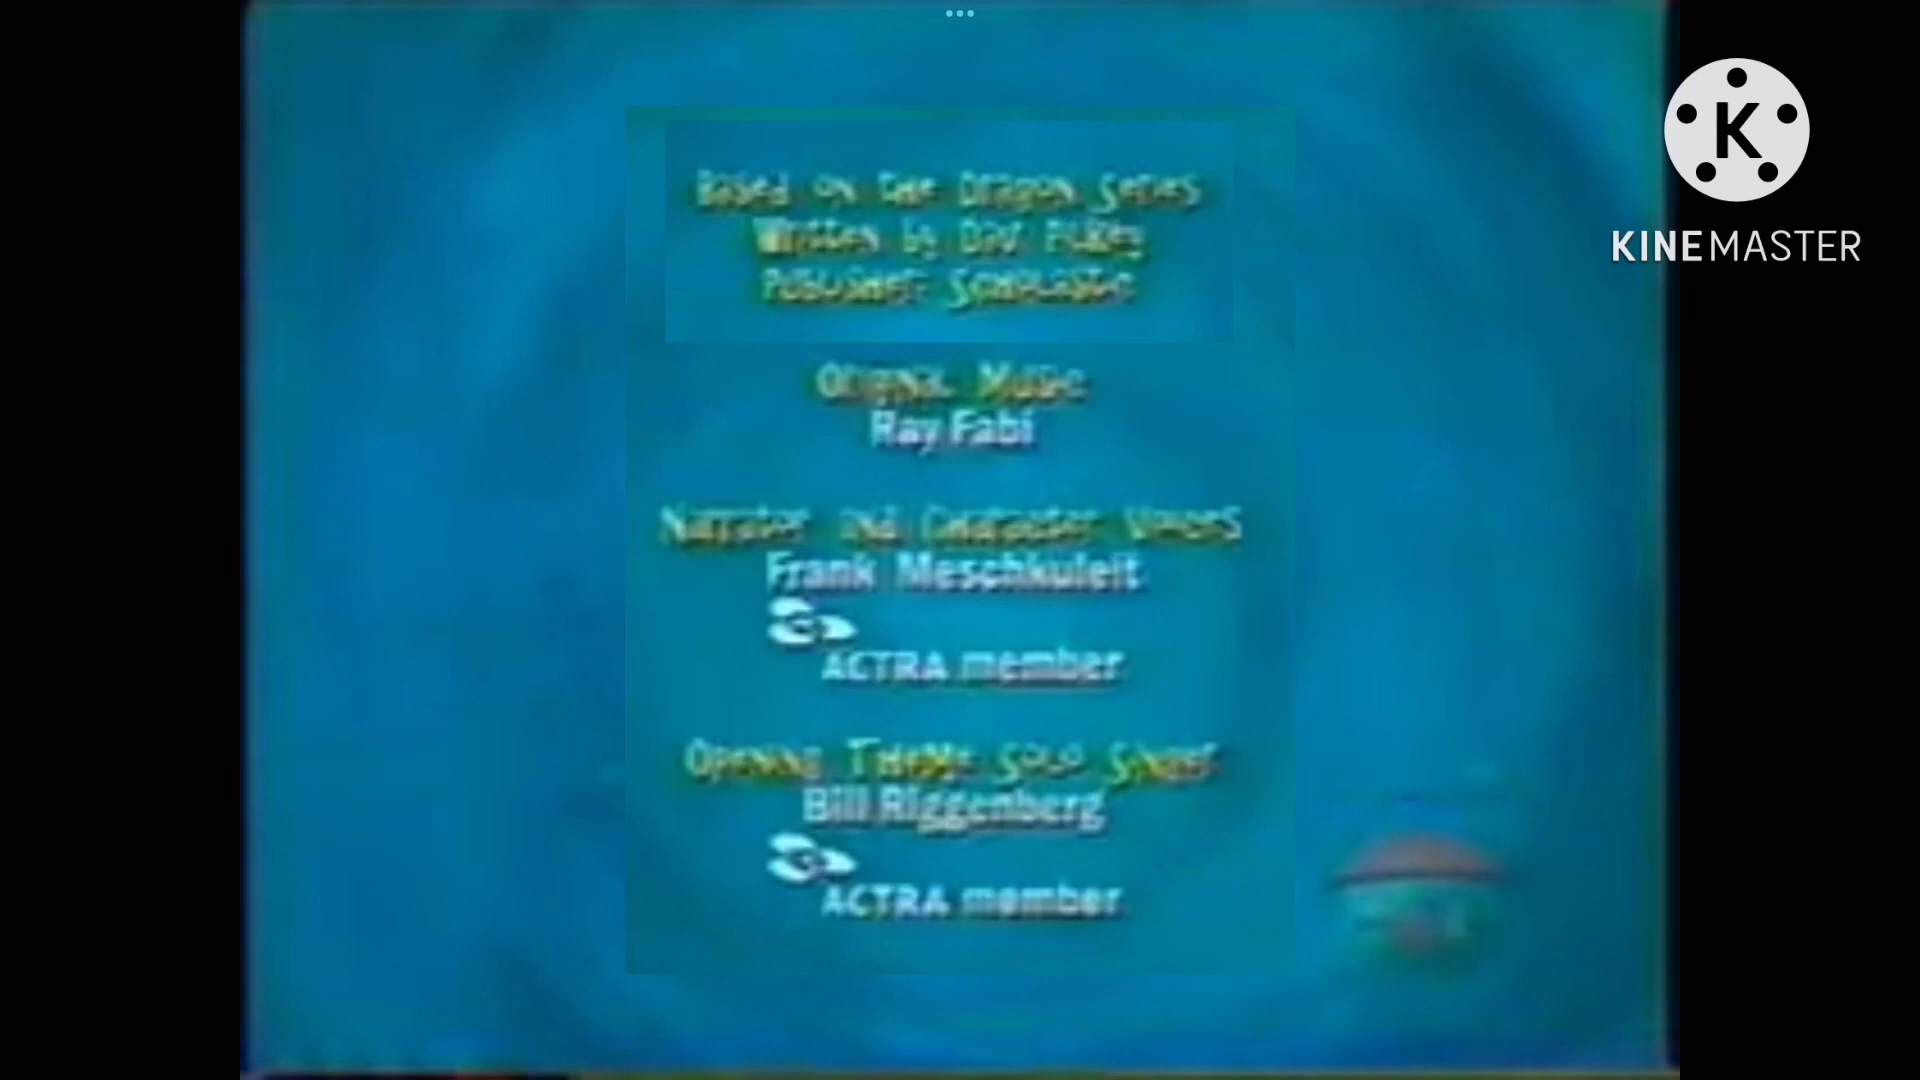 Based on the Dragon Series
Written by Dav Pilkey
Publisher: Scholastic
Original Music
Ray Fabi
Narrator and Character Voices
Frank Meschkuleit
ACTRA member
Opening Theme Solo Singer
Bill Riggenberg
ACTRA member
K
KINEMASTER